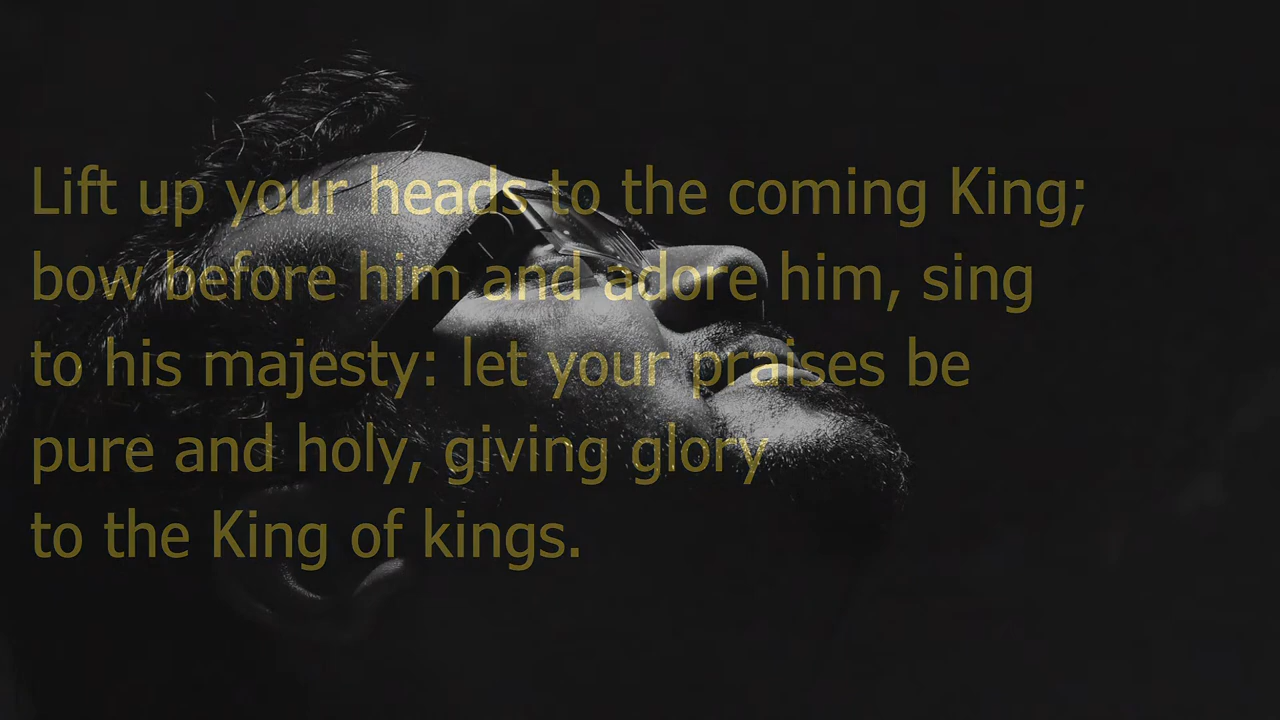 Lift up your heads to the coming King;
bow before him and adore him, sing
to his majesty: let your praises be
pure and holy, giving glory
to the King of kings.